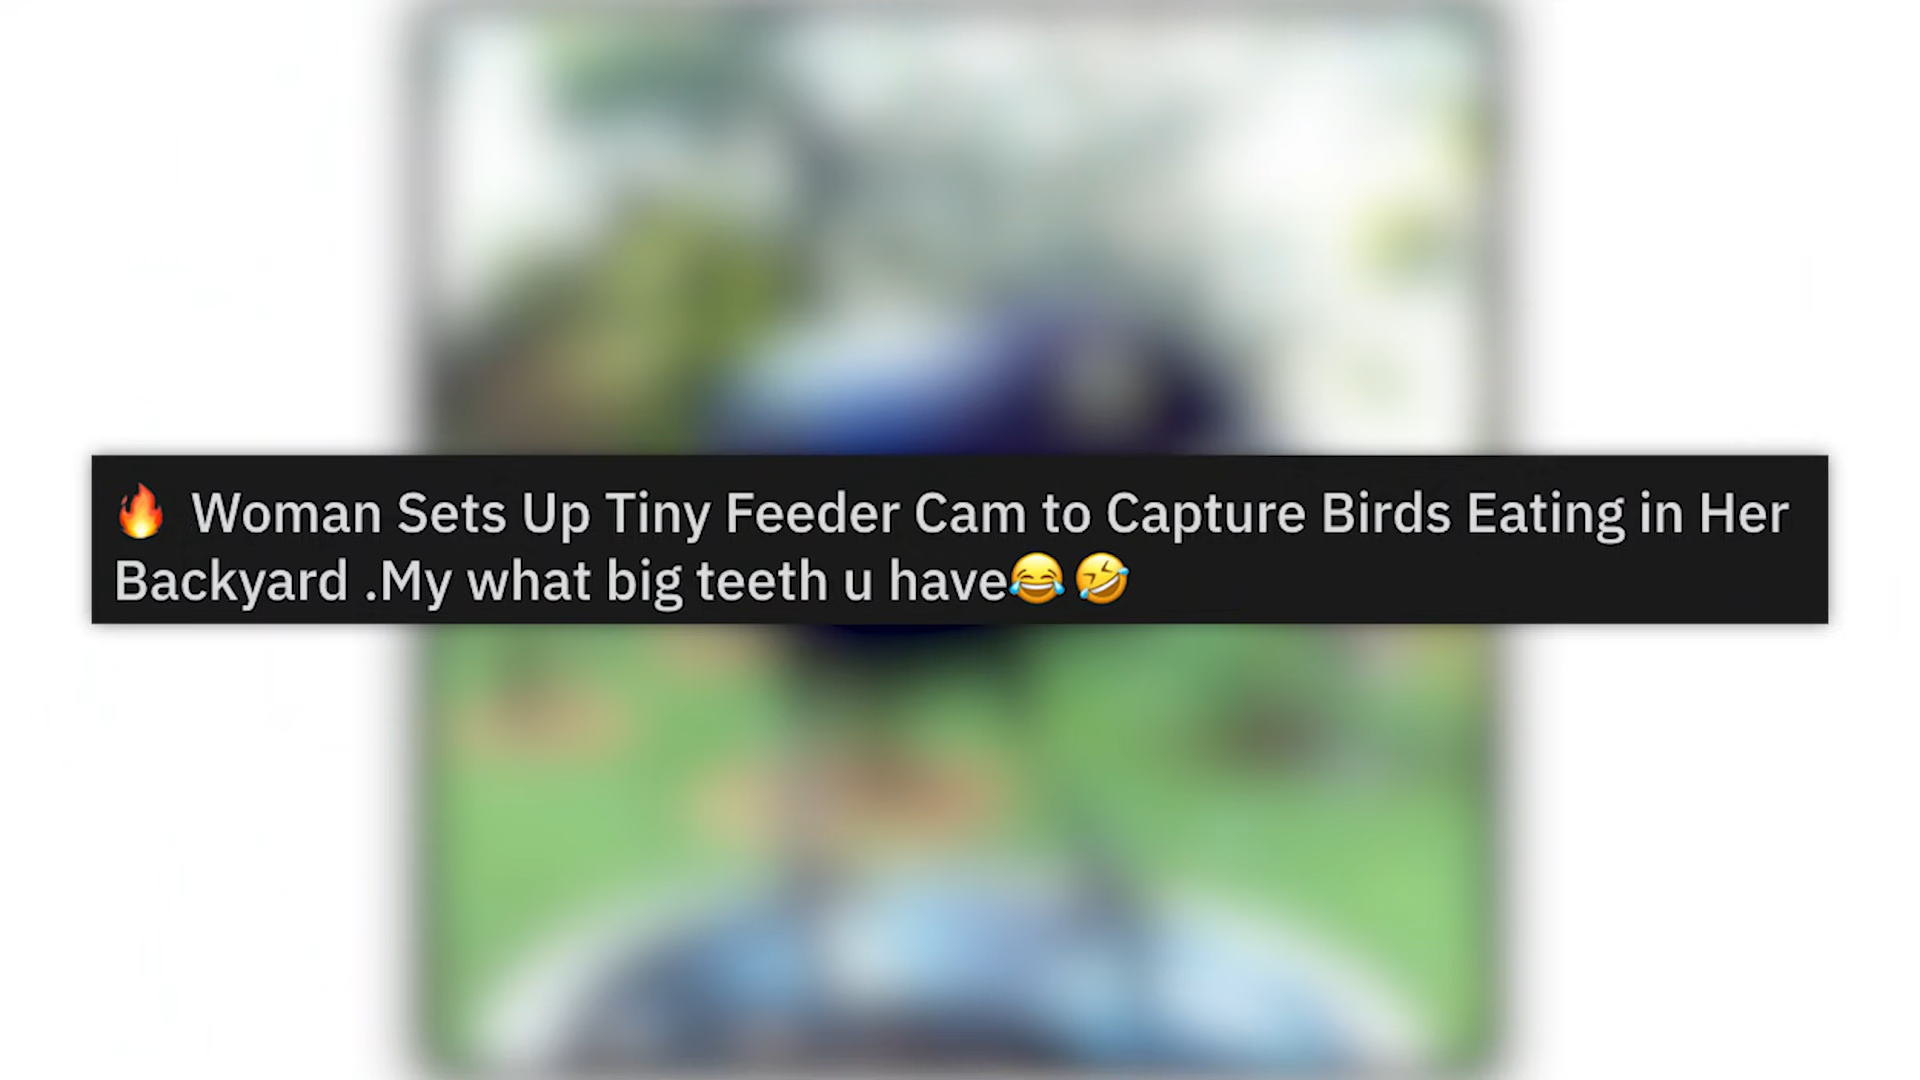 🔥 Woman Sets Up Tiny Feeder Cam to Capture Birds Eating in Her
Backyard .My what big teeth u have😂 🤣